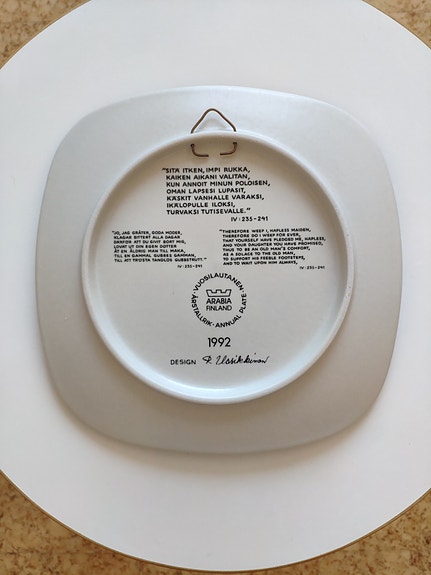 "SITÄ ITKEN, IMPI RUKKA,
KAIKEN AIKANI VALITAN,
KUN ANNOIT MINUN POLOISEN,
OMAN LAPSESI LUPASIT,
KÄSKIT VANHALLE VARAKSI,
IKÄLOPULLE ILOKSI,
TURVAKSI TUTISEVALLE."
IV: 235-241
"JO, JAG GRÅTER, GODA MODER,
KLAGAR BITTERT ALLA DAGAR
DÄRFÖR ATT DU GIVIT BORT MIG,
LOVAT UT DIN EGEN DOTTER
ÅT EN ÅLDRIG MAN TILL MAKA,
TILL EN GAMMAL GUBBES GAMMAN,
TILL ATT TRÖSTA TANDLÖS GUBBSTRUTT."
IV: 235-241
"THEREFORE WEEP I, HAPLESS MAIDEN,
THEREFORE DO I WEEP FOR EVER,
THAT YOURSELF HAVE PLEDGED ME, HAPLESS,
AND YOUR DAUGHTER YOU HAVE PROMISED,
THUS TO BE AN OLD MAN'S COMFORT,
AS A SOLACE TO THE OLD MAN,
TO SUPPORT HIS FEEBLE FOOTSTEPS,
AND TO WAIT UPON HIM ALWAYS,
IV: 235-241
VUOSILAUTANEN · ÅRSTALLRIK · ANNUAL PLATE
ARABIA
FINLAND
1992
DESIGN R. Uosikkinen